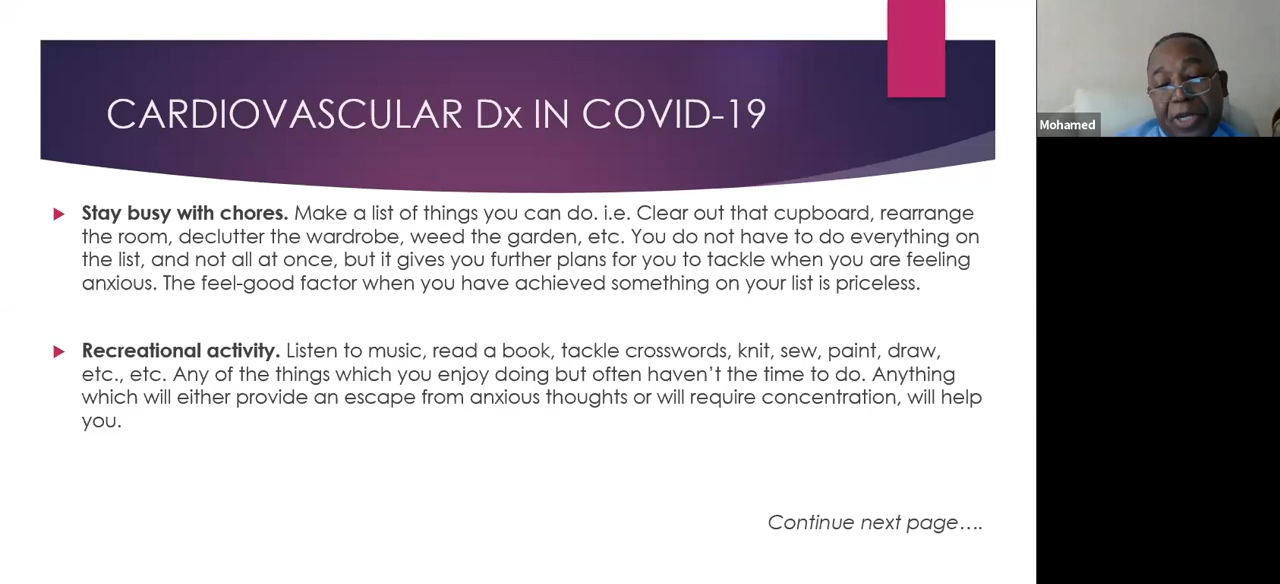 CARDIOVASCULAR Dx IN COVID-19
Mohamed
Stay busy with chores. Make a list of things you can do. i.e. Clear out that cupboard, rearrange
the room, declutter the wardrobe, weed the garden, etc. You do not have to do everything on
the list, and not all at once, but it gives you further plans for you to tackle when you are feeling
anxious. The feel-good factor when you have achieved something on your list is priceless.
Recreational activity. Listen to music, read a book, tackle crosswords, knit, sew, paint, draw,
etc., etc. Any of the things which you enjoy doing but often haven’t the time to do. Anything
which will either provide an escape from anxious thoughts or will require concentration, will help
you.
Continue next page….